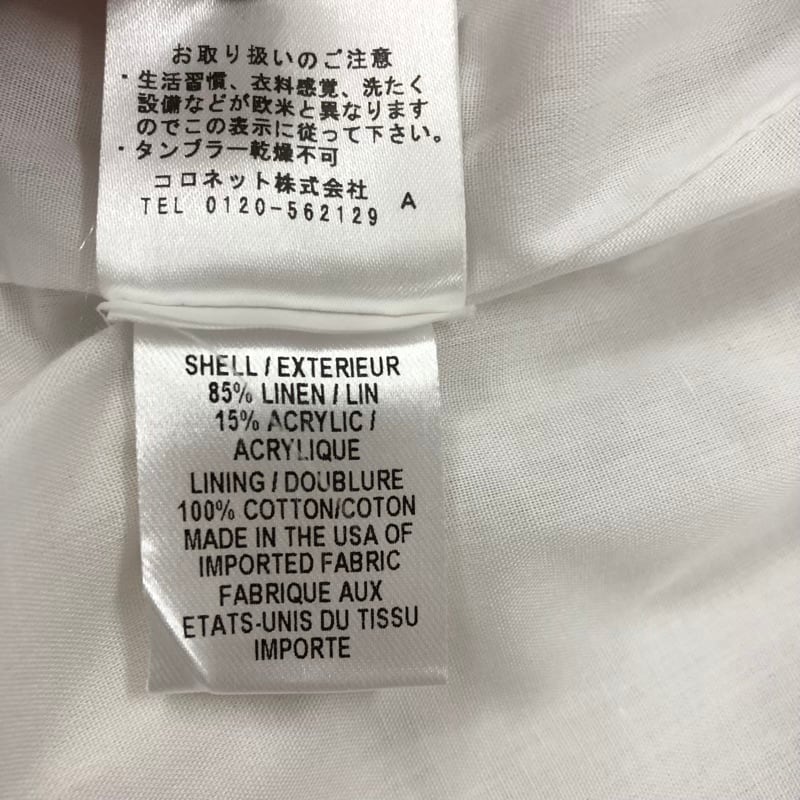 お取り扱いのご注意
・生活習慣、衣料感覚、洗たく
設備などが欧米と異なります
のでこの表示に従って下さい。
・タンブラー乾燥不可
コロネット株式会社
TEL 0120-562129 A
SHELL / EXTERIEUR
85% LINEN / LIN
15% ACRYLIC /
ACRYLIQUE
LINING / DOUBLURE
100% COTTON/COTON
MADE IN THE USA OF
IMPORTED FABRIC
FABRIQUE AUX
ETATS-UNIS DU TISSU
IMPORTE